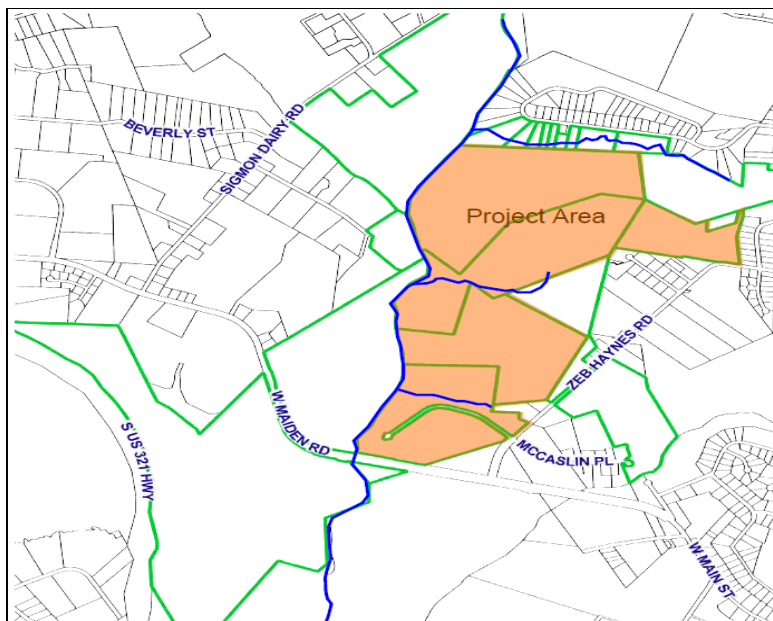 BEVERLY ST
SIGMON DAIRY RD
Project Area
ZEB HAYNES RD
W MAIDEN RD
S US 321 HWY
MCCASLIN PL
W MAIN ST